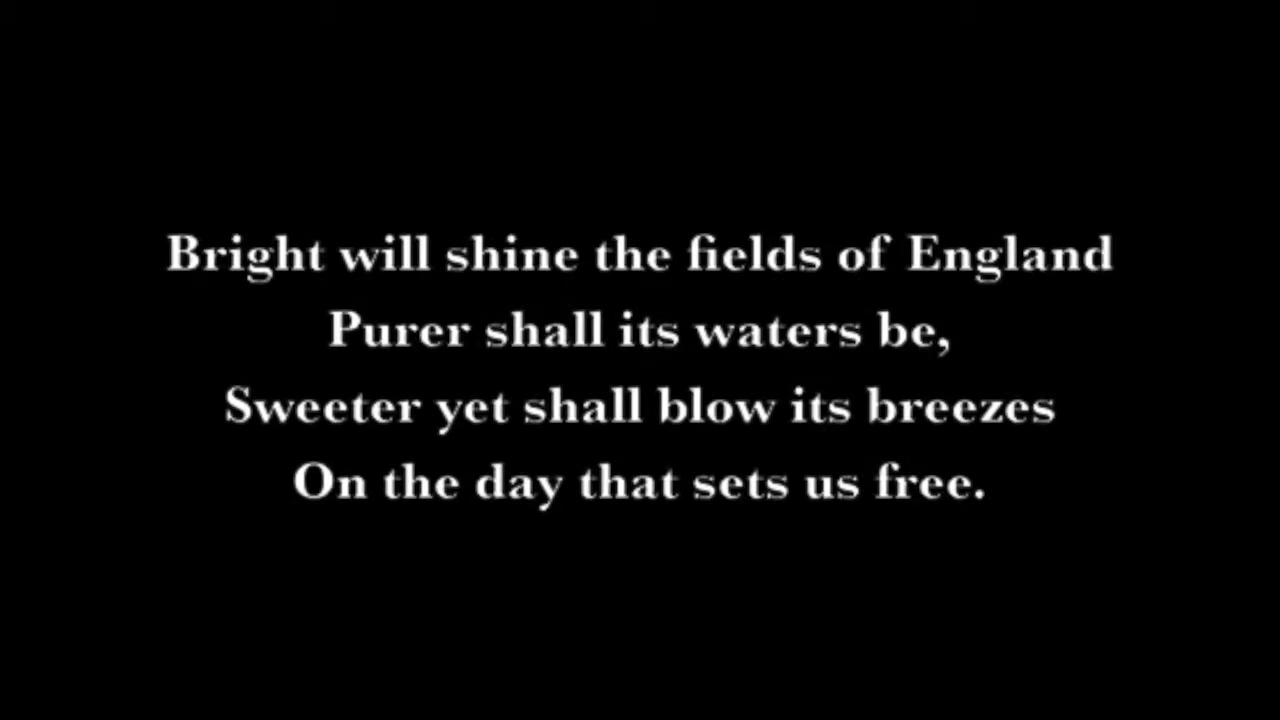 Bright will shine the fields of England
Purer shall its waters be,
Sweeter yet shall blow its breezes
On the day that sets us free.